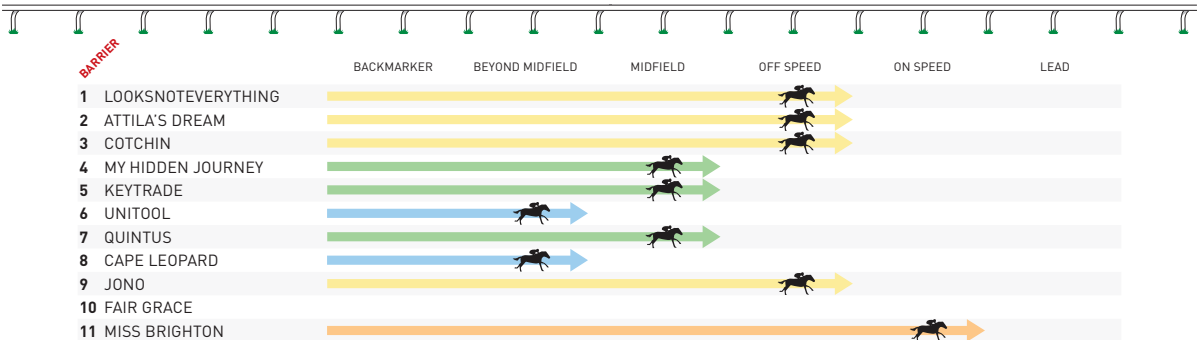 BARRIER
BACKMARKER BEYOND MIDFIELD MIDFIELD OFF SPEED ON SPEED LEAD
1 LOOKSNOTEVERYTHING
2 ATTILA'S DREAM
3 COTCHIN
4 MY HIDDEN JOURNEY
5 KEYTRADE
6 UNITOOL
7 QUINTUS
8 CAPE LEOPARD
9 JONO
10 FAIR GRACE
11 MISS BRIGHTON